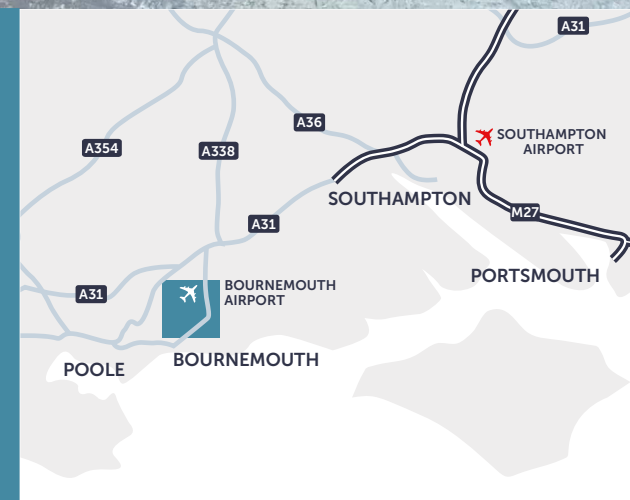 A31
A36
SOUTHAMPTON
AIRPORT
A354
A338
SOUTHAMPTON
M27
A31
PORTSMOUTH
BOURNEMOUTH
AIRPORT
A31
BOURNEMOUTH
POOLE